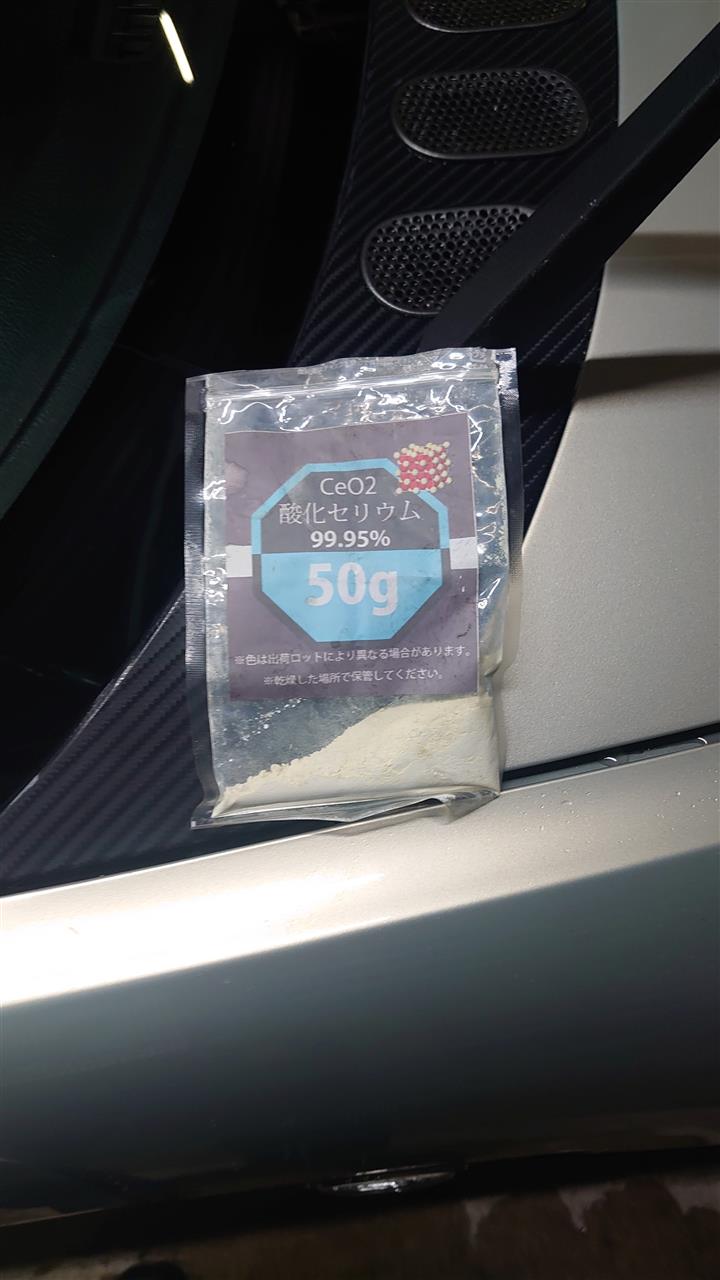 CeO2
酸化セリウム
99.95%
50g
※色は出荷ロットにより異なる場合があります。
※乾燥した場所で保管してください。